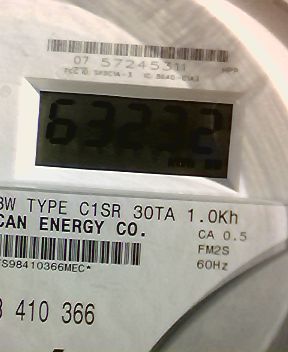 07 57245311
63232
3W TYPE C1SR 30TA 1.0Kh
CAN ENERGY CO. CA 0.5
FM2S
60Hz
S98410366MEC*
410 366